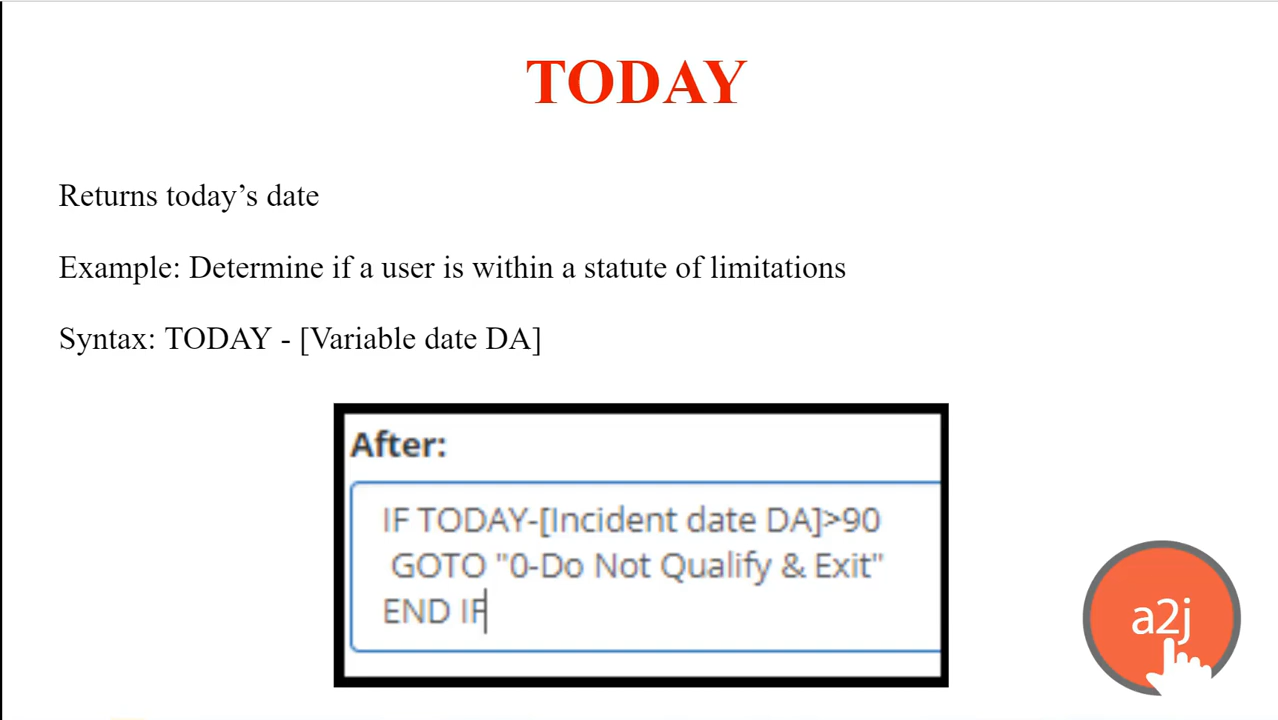 TODAY
Returns today’s date
Example: Determine if a user is within a statute of limitations
Syntax: TODAY - [Variable date DA]
After:
IF TODAY-[Incident date DA]>90
GOTO "0-Do Not Qualify & Exit"
END IF
a2j